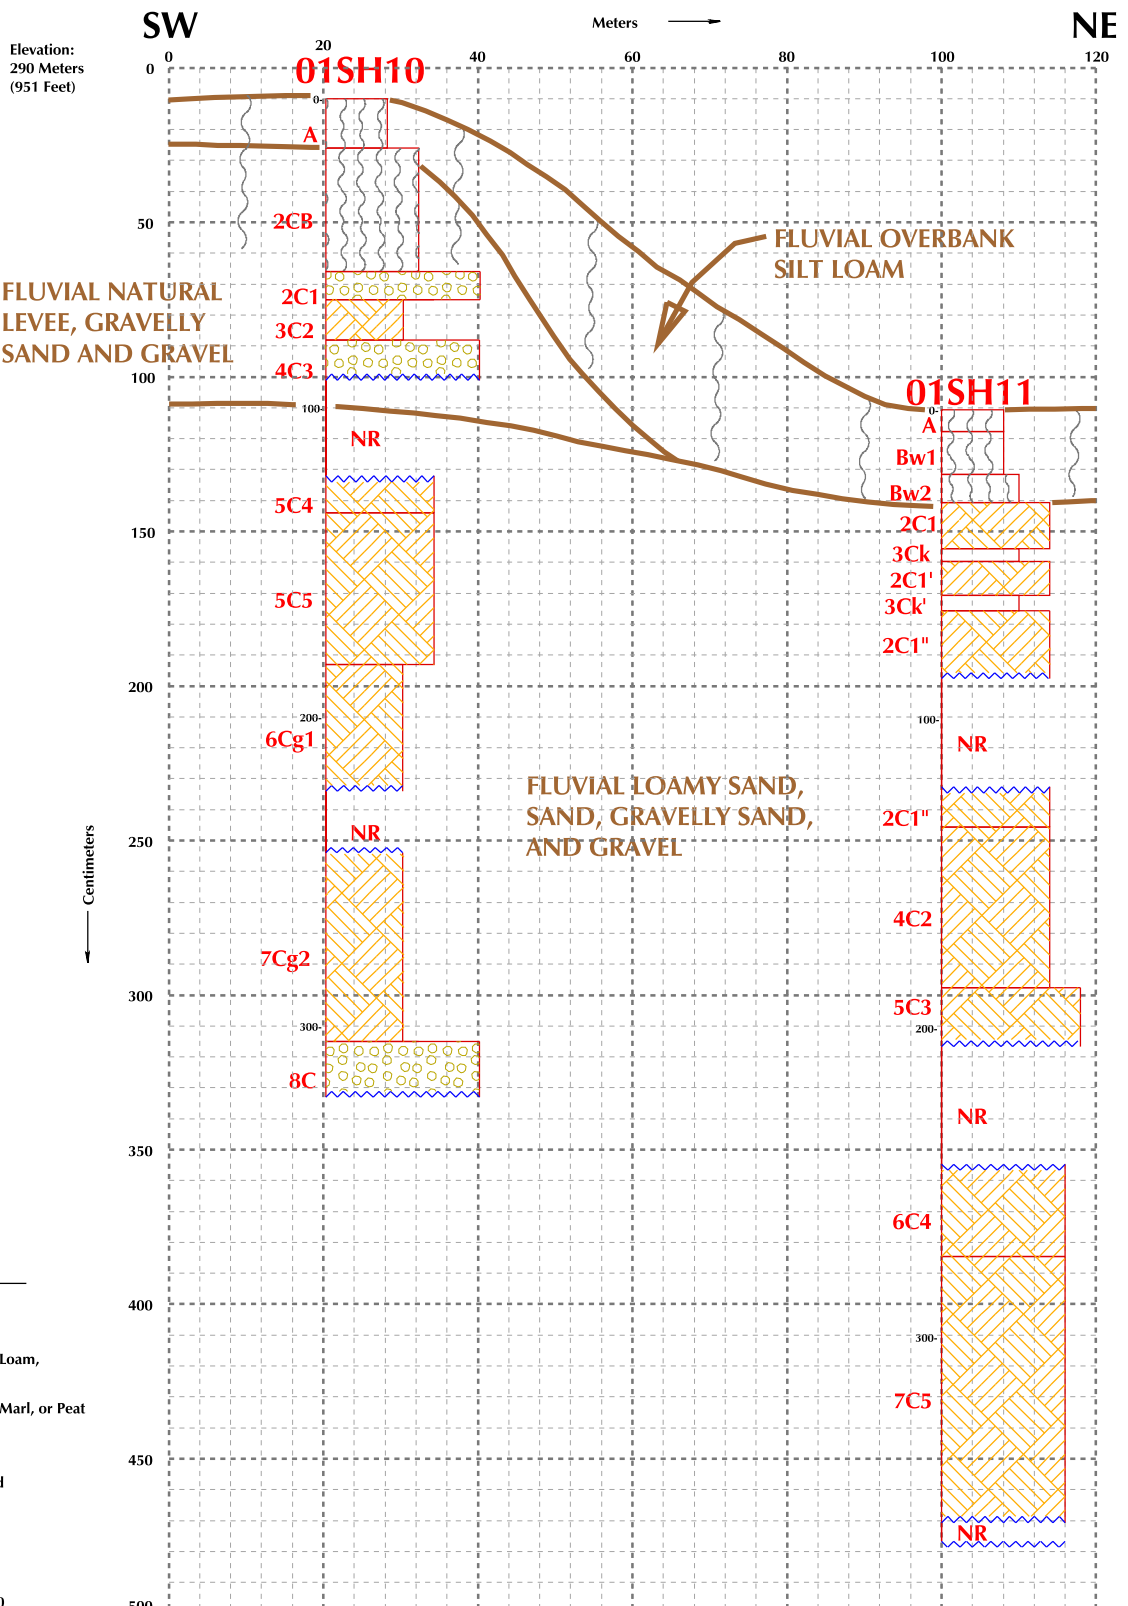 SW
Meters
NE
Elevation:
290 Meters
(951 Feet)
0 20 40 60 80 100 120
0
01SH10
0-
A
50
2CB
FLUVIAL OVERBANK
SILT LOAM
FLUVIAL NATURAL
LEVEE, GRAVELLY
SAND AND GRAVEL
2C1
3C2
4C3
100
01SH11
100-
0-
A
NR
Bw1
Bw2
5C4
2C1
150
3Ck
2C1'
5C5
3Ck'
2C1"
200
200-
100-
6Cg1
NR
FLUVIAL LOAMY SAND,
SAND, GRAVELLY SAND,
AND GRAVEL
2C1"
NR
250
Centimeters
4C2
7Cg2
300
5C3
300-
200-
8C
NR
350
6C4
400
300-
Loam,
7C5
Marl, or Peat
450
d
NR
500